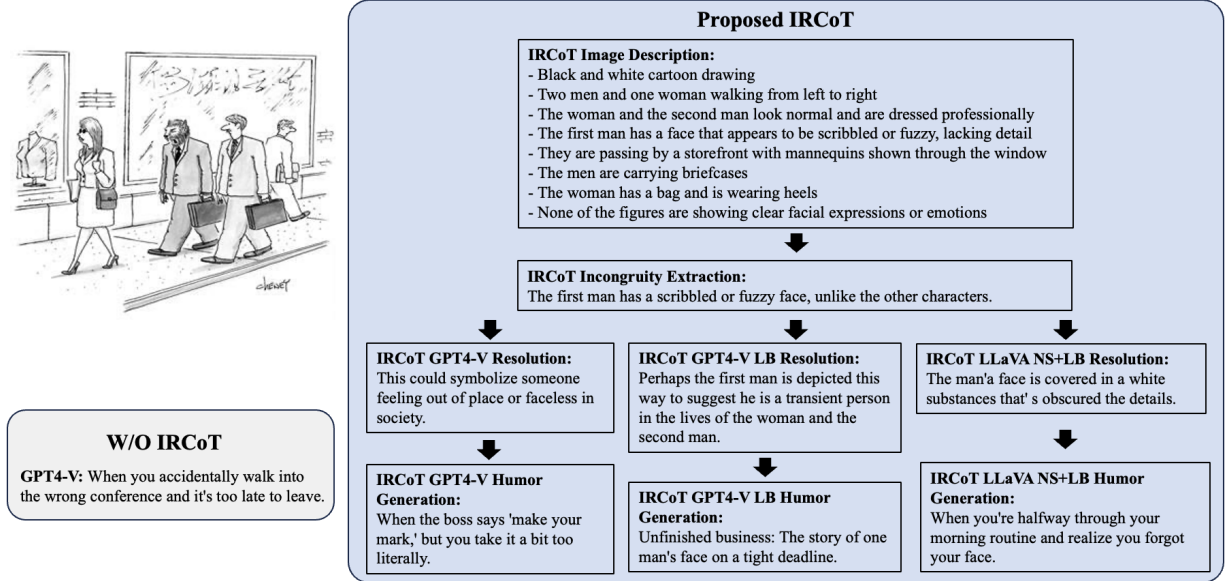 Proposed IRCoT
IRCoT Image Description:
- Black and white cartoon drawing
- Two men and one woman walking from left to right
- The woman and the second man look normal and are dressed professionally
- The first man has a face that appears to be scribbled or fuzzy, lacking detail
- They are passing by a storefront with mannequins shown through the window
- The men are carrying briefcases
- The woman has a bag and is wearing heels
- None of the figures are showing clear facial expressions or emotions
IRCoT Incongruity Extraction:
The first man has a scribbled or fuzzy face, unlike the other characters.
IRCoT GPT4-V Resolution:
This could symbolize someone
feeling out of place or faceless in
society.
IRCoT GPT4-V Humor
Generation:
When the boss says 'make your
mark,' but you take it a bit too
literally.
IRCoT GPT4-V LB Resolution:
Perhaps the first man is depicted this
way to suggest he is a transient person
in the lives of the woman and the
second man.
IRCoT GPT4-V LB Humor
Generation:
Unfinished business: The story of one
man's face on a tight deadline.
IRCoT LLaVA NS+LB Resolution:
The man'a face is covered in a white
substances that' s obscured the details.
IRCoT LLaVA NS+LB Humor
Generation:
When you're halfway through your
morning routine and realize you forgot
your face.
cheney
W/O IRCoT
GPT4-V: When you accidentally walk into
the wrong conference and it's too late to leave.